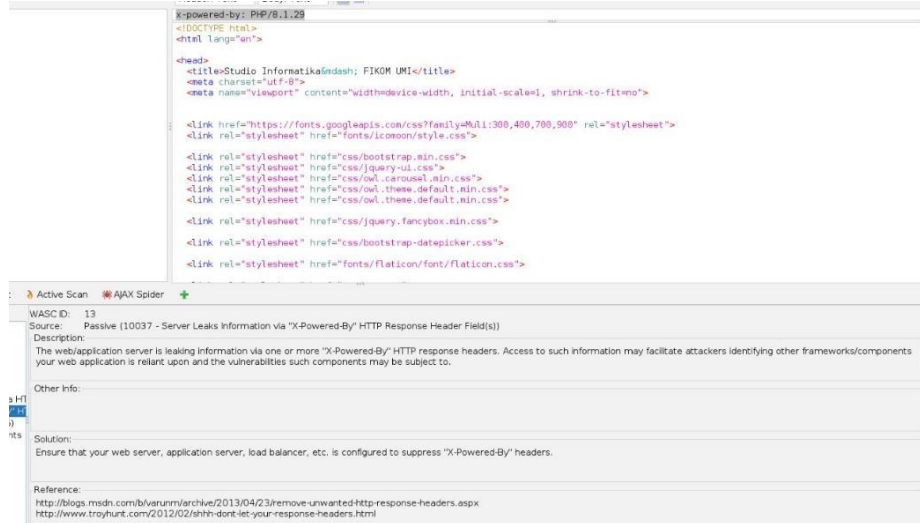 x-powered-by: PHP/8.1.29
<!DOCTYPE html>
<html lang="en">
<head>
<title>Studio Informatika&mdash; FIKOM UMI</title>
<meta charset="utf-8">
<meta name="viewport" content="width=device-width, initial-scale=1, shrink-to-fit=no">
<link href="https://fonts.googleapis.com/css?family=Muli:300,400,700,900" rel="stylesheet">
<link rel="stylesheet" href="fonts/icomoon/style.css">
<link rel="stylesheet" href="css/bootstrap.min.css">
<link rel="stylesheet" href="css/jquery-ui.css">
<link rel="stylesheet" href="css/owl.carousel.min.css">
<link rel="stylesheet" href="css/owl.theme.default.min.css">
<link rel="stylesheet" href="css/owl.theme.default.min.css">
<link rel="stylesheet" href="css/jquery.fancybox.min.css">
<link rel="stylesheet" href="css/bootstrap-datepicker.css">
<link rel="stylesheet" href="fonts/flaticon/font/flaticon.css">
Active Scan AJAX Spider
WASC ID: 13
Source: Passive (10037 - Server Leaks Information via "X-Powered-By" HTTP Response Header Field(s))
Description:
The web/application server is leaking information via one or more "X-Powered-By" HTTP response headers. Access to such information may facilitate attackers identifying other frameworks/components
your web application is reliant upon and the vulnerabilities such components may be subject to.
Other Info:
Solution:
Ensure that your web server, application server, load balancer, etc. is configured to suppress "X-Powered-By" headers.
Reference:
http://blogs.msdn.com/b/varunm/archive/2013/04/23/remove-unwanted-http-response-headers.aspx
http://www.troyhunt.com/2012/02/shhh-dont-let-your-response-headers.html